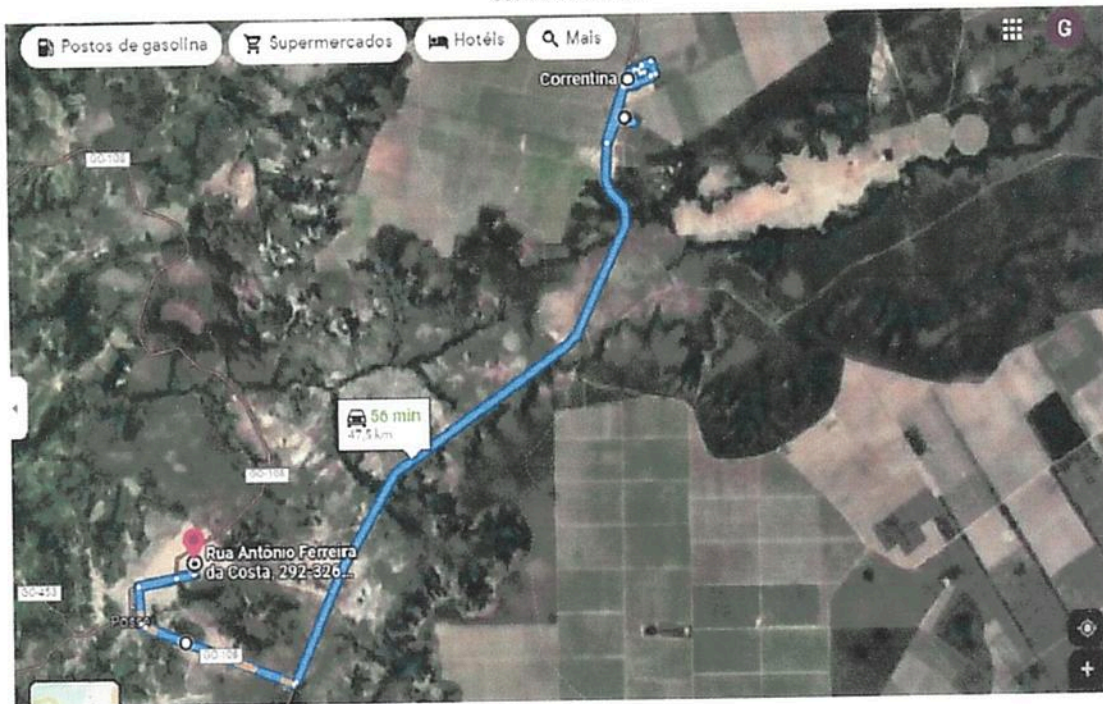 Postos de gasolina
Supermercados
Hotéis
Mais
G
Correntina
GO-108
56 min
47,5 km
GO-108
Rua Antônio Ferreira
da Costa, 292-326...
GO-453
Posse
GO-108
+